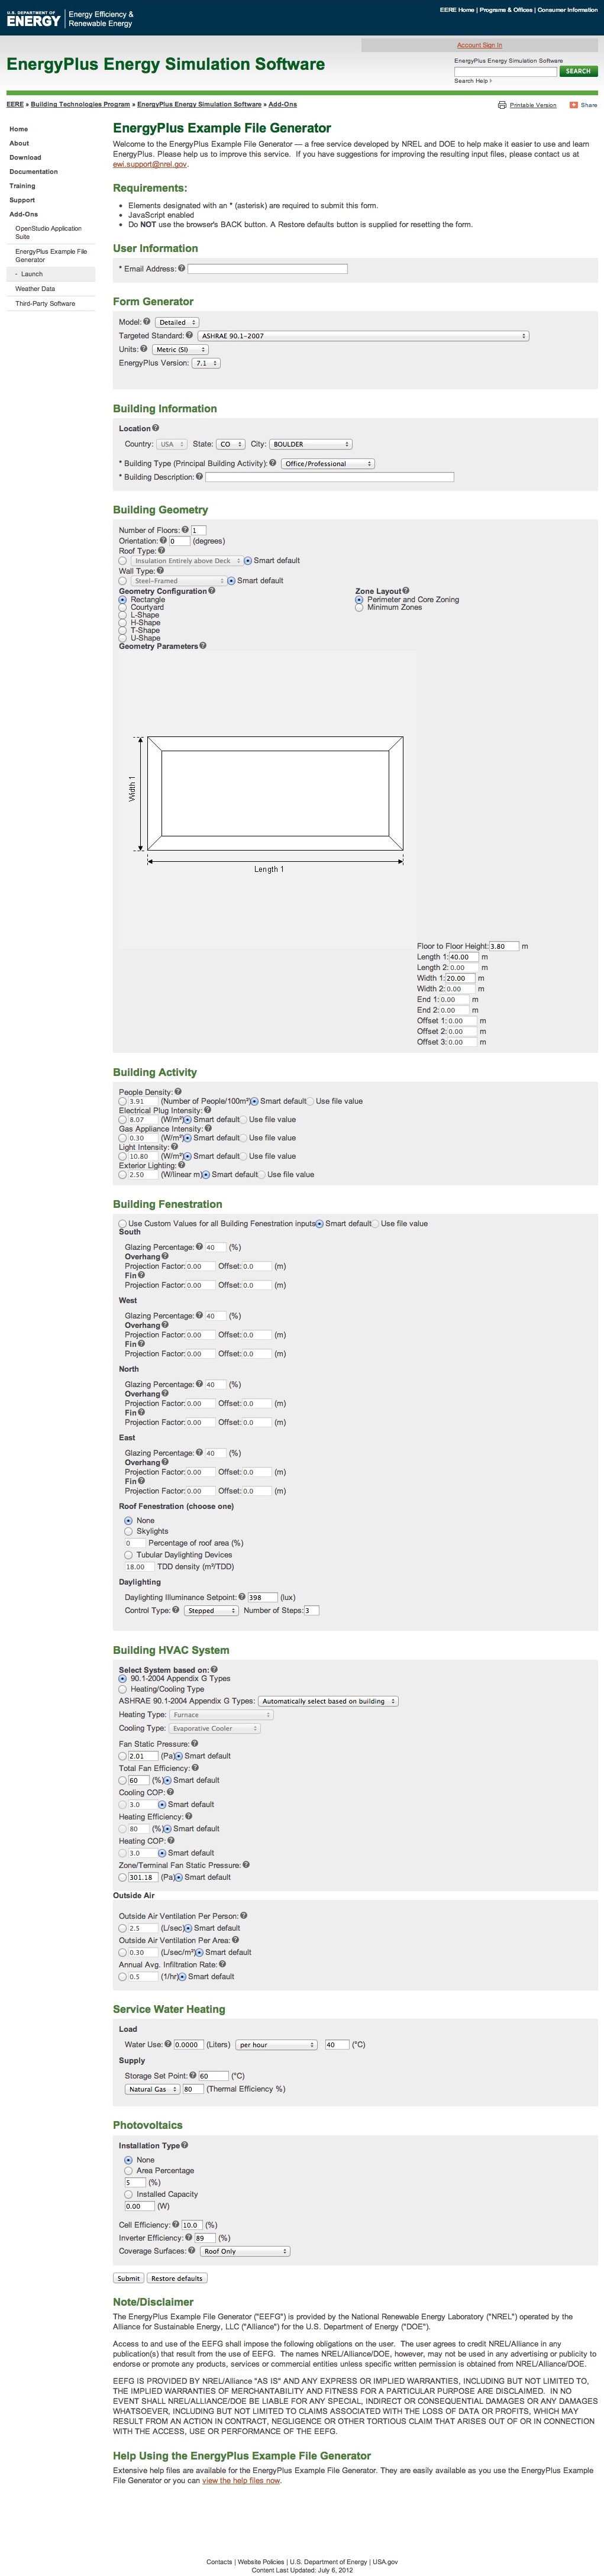 U.S. DEPARTMENT OF
ENERGY
Energy Efficiency &
Renewable Energy
EERE Home | Programs & Offices | Consumer Information
Account Sign In
EnergyPlus Energy Simulation Software
EnergyPlus Energy Simulation Software
SEARCH
Search Help
EERE » Building Technologies Program » EnergyPlus Energy Simulation Software » Add-Ons
Printable Version
Share
Home
About
Download
Documentation
Training
Support
Add-Ons
OpenStudio Application
Suite
EnergyPlus Example File
Generator
- Launch
Weather Data
Third-Party Software
EnergyPlus Example File Generator
Welcome to the EnergyPlus Example File Generator — a free service developed by NREL and DOE to help make it easier to use and learn
EnergyPlus. Please help us to improve this service. If you have suggestions for improving the resulting input files, please contact us at
ewi.support@nrel.gov.
Requirements:
• Elements designated with an * (asterisk) are required to submit this form.
• JavaScript enabled
• Do NOT use the browser's BACK button. A Restore defaults button is supplied for resetting the form.
User Information
* Email Address:
Form Generator
Model: Detailed
Targeted Standard: ASHRAE 90.1-2007
Units: Metric (SI)
EnergyPlus Version: 7.1
Building Information
Location
Country: USA State: CO City: BOULDER
* Building Type (Principal Building Activity): Office/Professional
* Building Description:
Building Geometry
Number of Floors: 1
Orientation: 0 (degrees)
Roof Type:
Insulation Entirely above Deck Smart default
Wall Type:
Steel-Framed Smart default
Geometry Configuration
Rectangle
Courtyard
L-Shape
H-Shape
T-Shape
U-Shape
Zone Layout
Perimeter and Core Zoning
Minimum Zones
Geometry Parameters
Width 1
Length 1
Floor to Floor Height: 3.80 m
Length 1: 40.00 m
Length 2: 0.00 m
Width 1: 20.00 m
Width 2: 0.00 m
End 1: 0.00 m
End 2: 0.00 m
Offset 1: 0.00 m
Offset 2: 0.00 m
Offset 3: 0.00 m
Building Activity
People Density:
3.91 (Number of People/100m²) Smart default Use file value
Electrical Plug Intensity:
8.07 (W/m²) Smart default Use file value
Gas Appliance Intensity:
0.30 (W/m²) Smart default Use file value
Light Intensity:
10.80 (W/m²) Smart default Use file value
Exterior Lighting:
2.50 (W/linear m) Smart default Use file value
Building Fenestration
Use Custom Values for all Building Fenestration inputs Smart default Use file value
South
Glazing Percentage: 40 (%)
Overhang
Projection Factor: 0.00 Offset: 0.0 (m)
Fin
Projection Factor: 0.00 Offset: 0.0 (m)
West
Glazing Percentage: 40 (%)
Overhang
Projection Factor: 0.00 Offset: 0.0 (m)
Fin
Projection Factor: 0.00 Offset: 0.0 (m)
North
Glazing Percentage: 40 (%)
Overhang
Projection Factor: 0.00 Offset: 0.0 (m)
Fin
Projection Factor: 0.00 Offset: 0.0 (m)
East
Glazing Percentage: 40 (%)
Overhang
Projection Factor: 0.00 Offset: 0.0 (m)
Fin
Projection Factor: 0.00 Offset: 0.0 (m)
Roof Fenestration (choose one)
None
Skylights
0 Percentage of roof area (%)
Tubular Daylighting Devices
18.00 TDD density (m²/TDD)
Daylighting
Daylighting Illuminance Setpoint: 398 (lux)
Control Type: Stepped Number of Steps: 3
Building HVAC System
Select System based on:
90.1-2004 Appendix G Types
Heating/Cooling Type
ASHRAE 90.1-2004 Appendix G Types: Automatically select based on building
Heating Type: Furnace
Cooling Type: Evaporative Cooler
Fan Static Pressure:
2.01 (Pa) Smart default
Total Fan Efficiency:
60 (%) Smart default
Cooling COP:
3.0 Smart default
Heating Efficiency:
80 (%) Smart default
Heating COP:
3.0 Smart default
Zone/Terminal Fan Static Pressure:
301.18 (Pa) Smart default
Outside Air
Outside Air Ventilation Per Person:
2.5 (L/sec) Smart default
Outside Air Ventilation Per Area:
0.30 (L/sec/m²) Smart default
Annual Avg. Infiltration Rate:
0.5 (1/hr) Smart default
Service Water Heating
Load
Water Use: 0.0000 (Liters) per hour 40 (°C)
Supply
Storage Set Point: 60 (°C)
Natural Gas 80 (Thermal Efficiency %)
Photovoltaics
Installation Type
None
Area Percentage
5 (%)
Installed Capacity
0.00 (W)
Cell Efficiency: 10.0 (%)
Inverter Efficiency: 89 (%)
Coverage Surfaces: Roof Only
Submit Restore defaults
Note/Disclaimer
The EnergyPlus Example File Generator ("EEFG") is provided by the National Renewable Energy Laboratory ("NREL") operated by the
Alliance for Sustainable Energy, LLC ("Alliance") for the U.S. Department of Energy ("DOE").
Access to and use of the EEFG shall impose the following obligations on the user. The user agrees to credit NREL/Alliance in any
publication(s) that result from the use of EEFG. The names NREL/Alliance/DOE, however, may not be used in any advertising or publicity to
endorse or promote any products, services or commercial entities unless specific written permission is obtained from NREL/Alliance/DOE.
EEFG IS PROVIDED BY NREL/Alliance "AS IS" AND ANY EXPRESS OR IMPLIED WARRANTIES, INCLUDING BUT NOT LIMITED TO,
THE IMPLIED WARRANTIES OF MERCHANTABILITY AND FITNESS FOR A PARTICULAR PURPOSE ARE DISCLAIMED. IN NO
EVENT SHALL NREL/ALLIANCE/DOE BE LIABLE FOR ANY SPECIAL, INDIRECT OR CONSEQUENTIAL DAMAGES OR ANY DAMAGES
WHATSOEVER, INCLUDING BUT NOT LIMITED TO CLAIMS ASSOCIATED WITH THE LOSS OF DATA OR PROFITS, WHICH MAY
RESULT FROM AN ACTION IN CONTRACT, NEGLIGENCE OR OTHER TORTIOUS CLAIM THAT ARISES OUT OF OR IN CONNECTION
WITH THE ACCESS, USE OR PERFORMANCE OF THE EEFG.
Help Using the EnergyPlus Example File Generator
Extensive help files are available for the EnergyPlus Example File Generator. They are easily available as you use the EnergyPlus Example
File Generator or you can view the help files now.
Contacts | Website Policies | U.S. Department of Energy | USA.gov
Content Last Updated: July 6, 2012